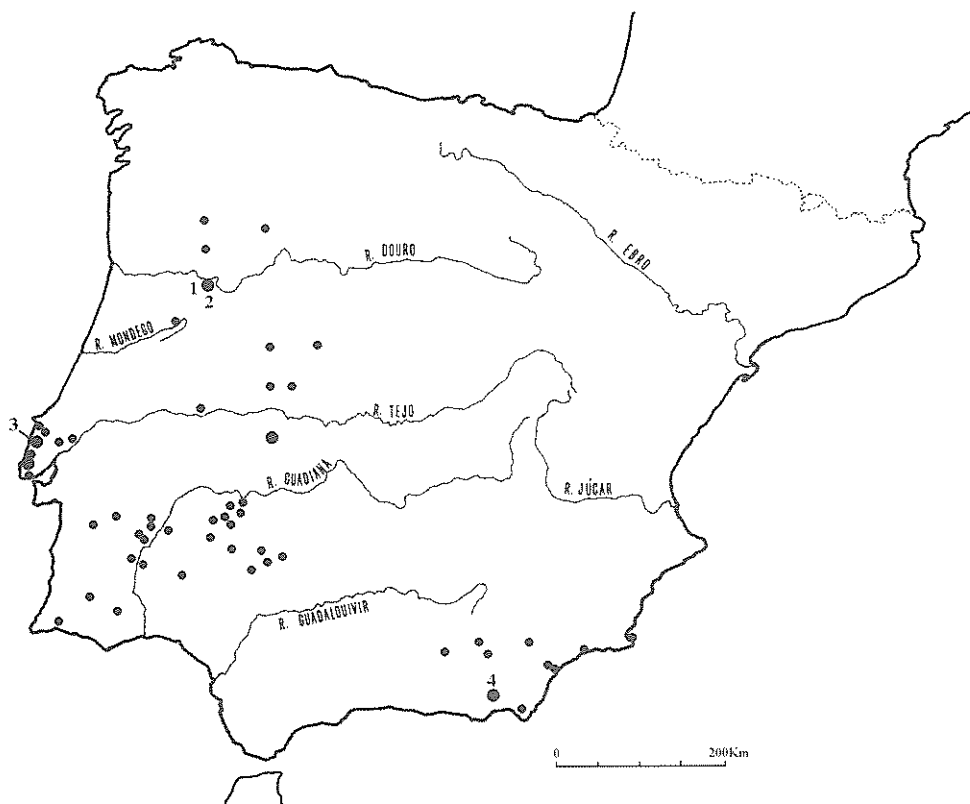 R. DOURO
R. EBRO
1
2
R. MONDEGO
3
R. TEJO
R. GUADIANA
R. JÚCAR
R. GUADALQUIVIR
4
0 200Km